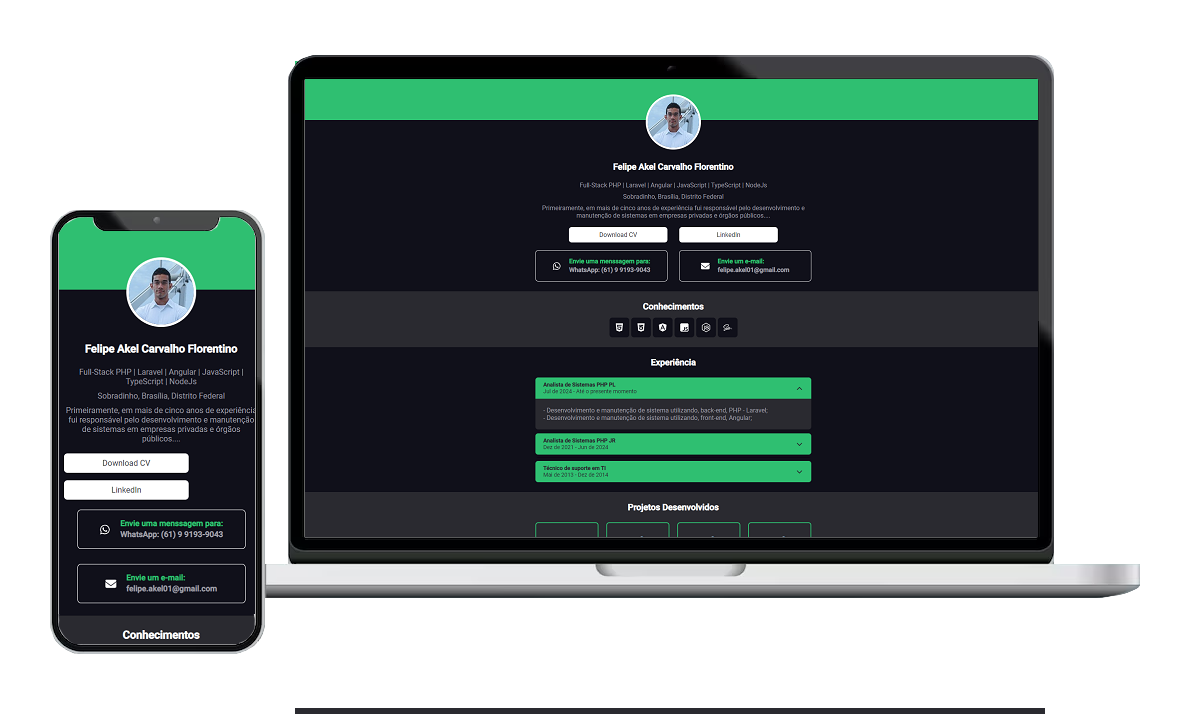 Felipe Akel Carvalho Florentino
Full-Stack PHP | Laravel | Angular | JavaScript |
TypeScript | NodeJs
Sobradinho, Brasília, Distrito Federal
Primeiramente, em mais de cinco anos de experiência
fui responsável pelo desenvolvimento e manutenção
de sistemas em empresas privadas e órgãos
públicos....
Download CV
LinkedIn
Envie uma menssagem para:
WhatsApp: (61) 9 9193-9043
Envie um e-mail:
felipe.akel01@gmail.com
Conhecimentos
Felipe Akel Carvalho Florentino
Full-Stack PHP | Laravel | Angular | JavaScript | TypeScript | NodeJs
Sobradinho, Brasília, Distrito Federal
Primeiramente, em mais de cinco anos de experiência fui responsável pelo desenvolvimento e
manutenção de sistemas em empresas privadas e órgãos públicos....
Download CV
LinkedIn
Envie uma menssagem para:
WhatsApp: (61) 9 9193-9043
Envie um e-mail:
felipe.akel01@gmail.com
Conhecimentos
Experiência
Analista de Sistemas PHP PL
Jul de 2024 - Até o presente momento
- Desenvolvimento e manutenção de sistema utilizando, back-end, PHP - Laravel;
- Desenvolvimento e manutenção de sistema utilizando, front-end, Angular;
Analista de Sistemas PHP JR
Dez de 2021 - Jun de 2024
Técnico de suporte em TI
Mai de 2013 - Dez de 2014
Projetos Desenvolvidos